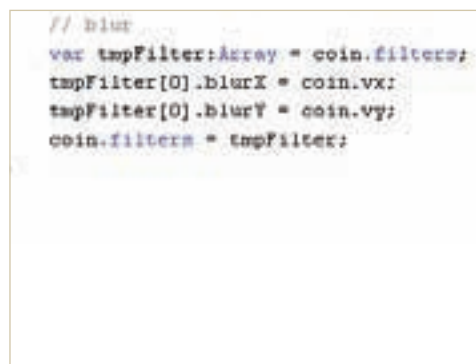 // blur
var tmpFilter:Array = coin.filters;
tmpFilter[0].blurX = coin.vx;
tmpFilter[0].blurY = coin.vy;
coin.filters = tmpFilter;